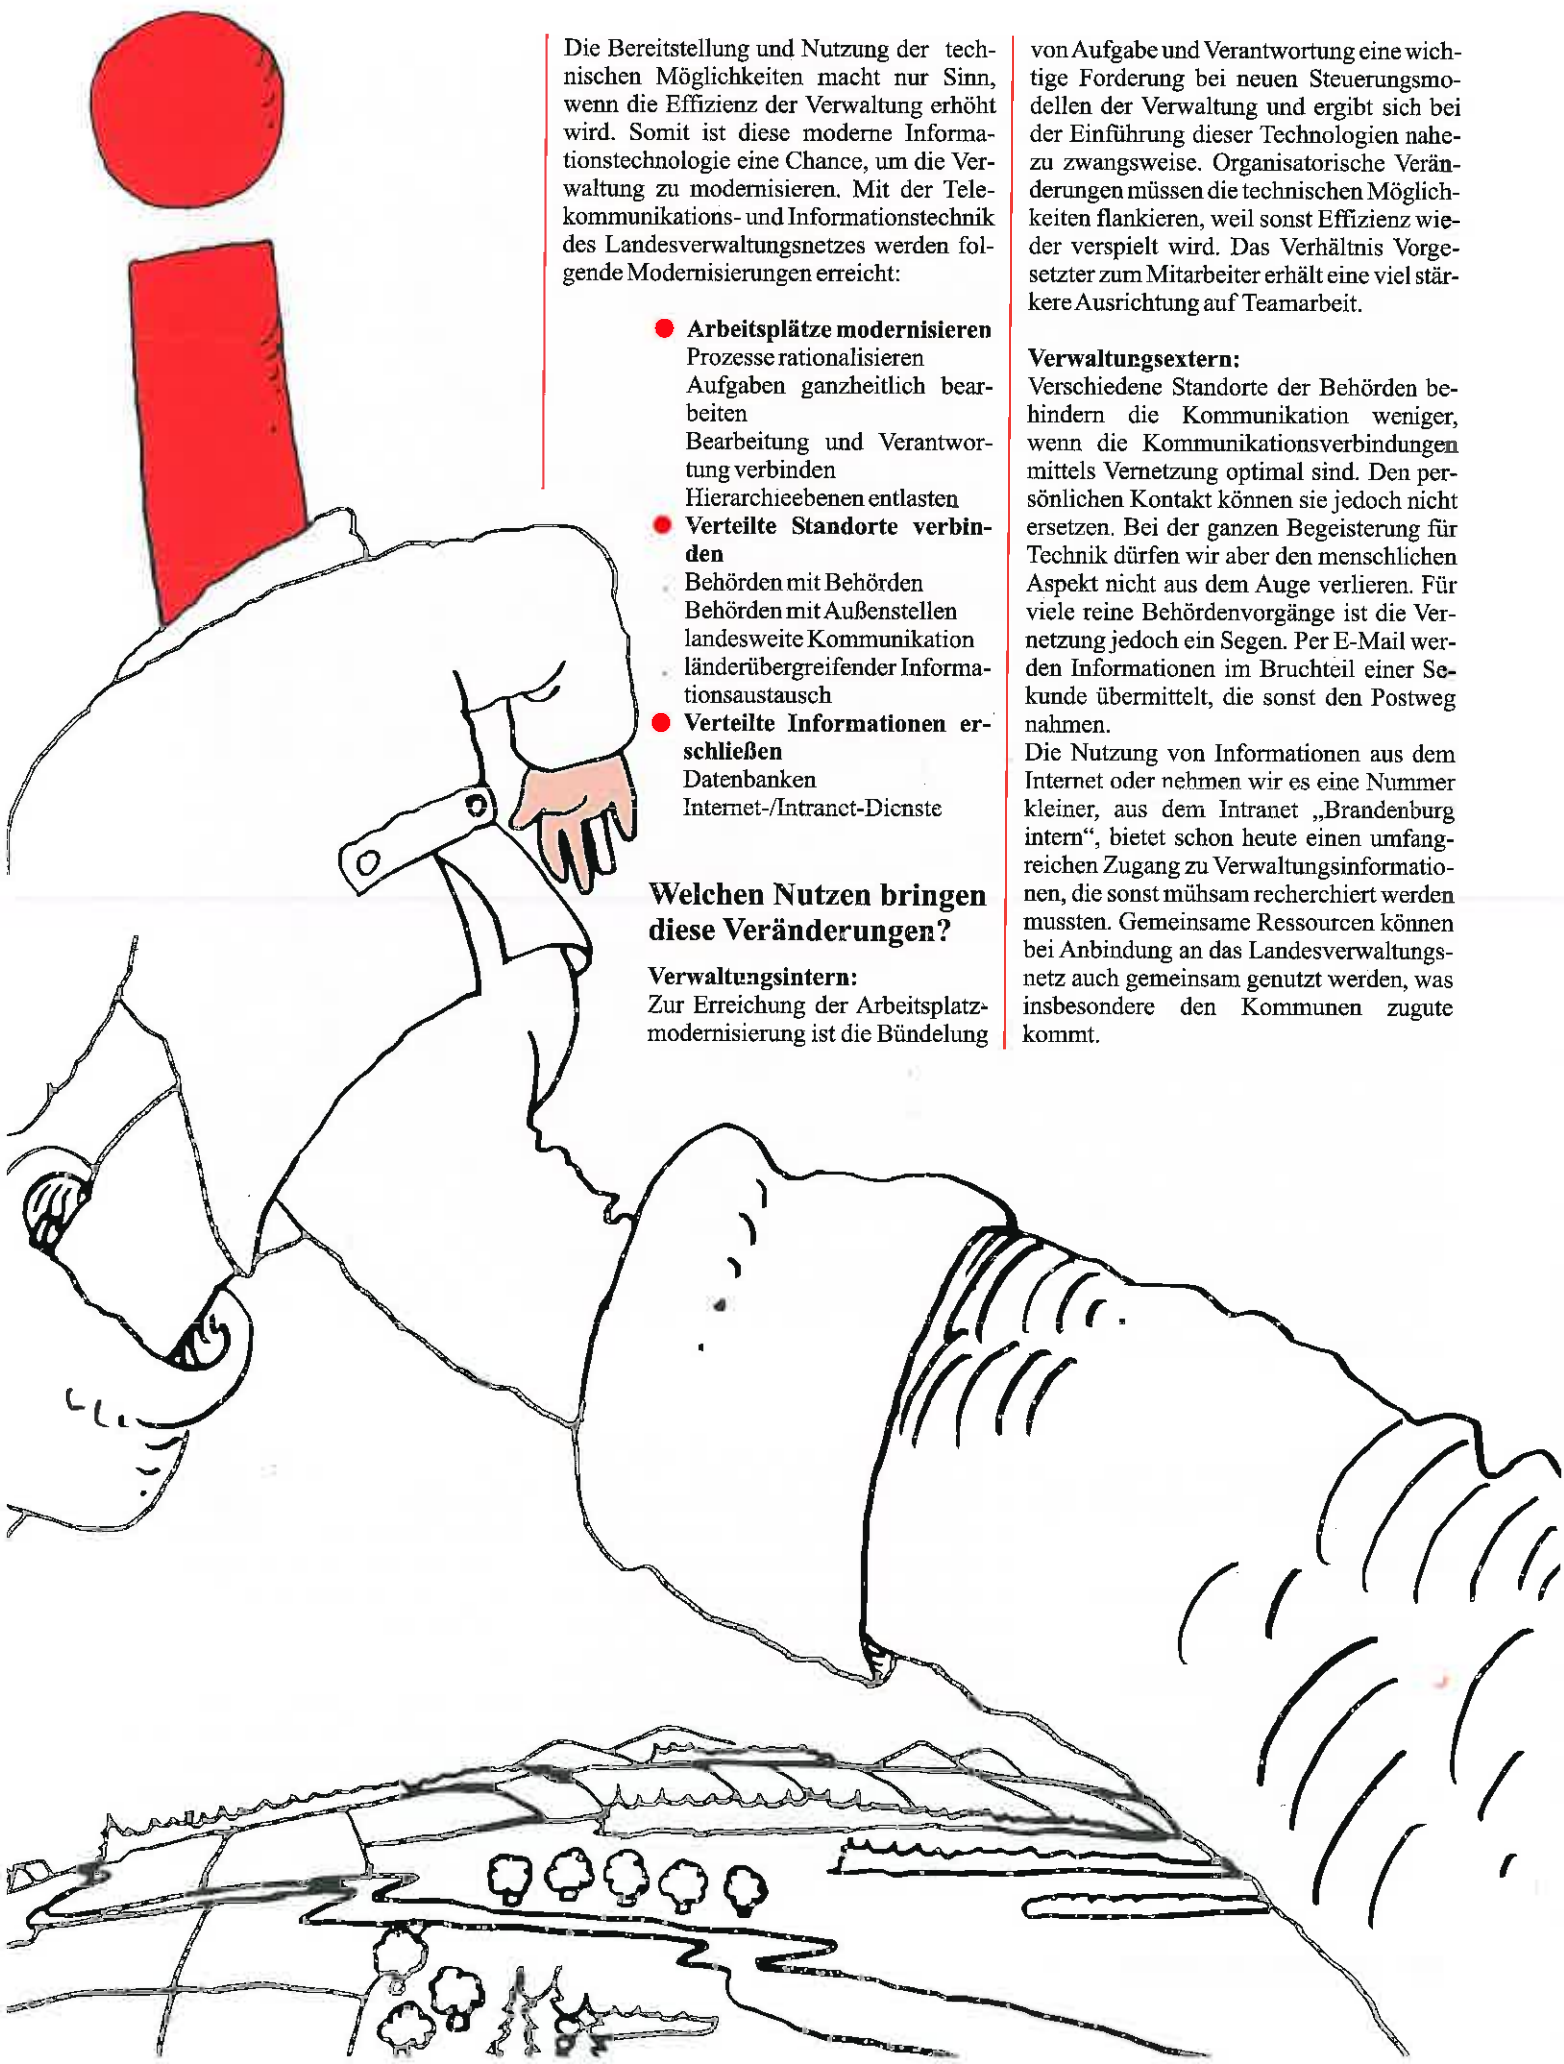 Die Bereitstellung und Nutzung der tech-
nischen Möglichkeiten macht nur Sinn,
wenn die Effizienz der Verwaltung erhöht
wird. Somit ist diese moderne Informa-
tionstechnologie eine Chance, um die Ver-
waltung zu modernisieren. Mit der Tele-
kommunikations- und Informationstechnik
des Landesverwaltungsnetzes werden fol-
gende Modernisierungen erreicht:
● Arbeitsplätze modernisieren
Prozesse rationalisieren
Aufgaben ganzheitlich bear-
beiten
Bearbeitung und Verantwor-
tung verbinden
Hierarchieebenen entlasten
● Verteilte Standorte verbin-
den
Behörden mit Behörden
Behörden mit Außenstellen
landesweite Kommunikation
länderübergreifender Informa-
tionsaustausch
● Verteilte Informationen er-
schließen
Datenbanken
Internet-/Intranet-Dienste
Welchen Nutzen bringen
diese Veränderungen?
Verwaltungsintern:
Zur Erreichung der Arbeitsplatz-
modernisierung ist die Bündelung
von Aufgabe und Verantwortung eine wich-
tige Forderung bei neuen Steuerungsmo-
dellen der Verwaltung und ergibt sich bei
der Einführung dieser Technologien nahe-
zu zwangsweise. Organisatorische Verän-
derungen müssen die technischen Möglich-
keiten flankieren, weil sonst Effizienz wie-
der verspielt wird. Das Verhältnis Vorge-
setzter zum Mitarbeiter erhält eine viel stär-
kere Ausrichtung auf Teamarbeit.
Verwaltungsextern:
Verschiedene Standorte der Behörden be-
hindern die Kommunikation weniger,
wenn die Kommunikationsverbindungen
mittels Vernetzung optimal sind. Den per-
sönlichen Kontakt können sie jedoch nicht
ersetzen. Bei der ganzen Begeisterung für
Technik dürfen wir aber den menschlichen
Aspekt nicht aus dem Auge verlieren. Für
viele reine Behördenvorgänge ist die Ver-
netzung jedoch ein Segen. Per E-Mail wer-
den Informationen im Bruchteil einer Se-
kunde übermittelt, die sonst den Postweg
nahmen.
Die Nutzung von Informationen aus dem
Internet oder nehmen wir es eine Nummer
kleiner, aus dem Intranet „Brandenburg
intern“, bietet schon heute einen umfang-
reichen Zugang zu Verwaltungsinformatio-
nen, die sonst mühsam recherchiert werden
mussten. Gemeinsame Ressourcen können
bei Anbindung an das Landesverwaltungs-
netz auch gemeinsam genutzt werden, was
insbesondere den Kommunen zugute
kommt.